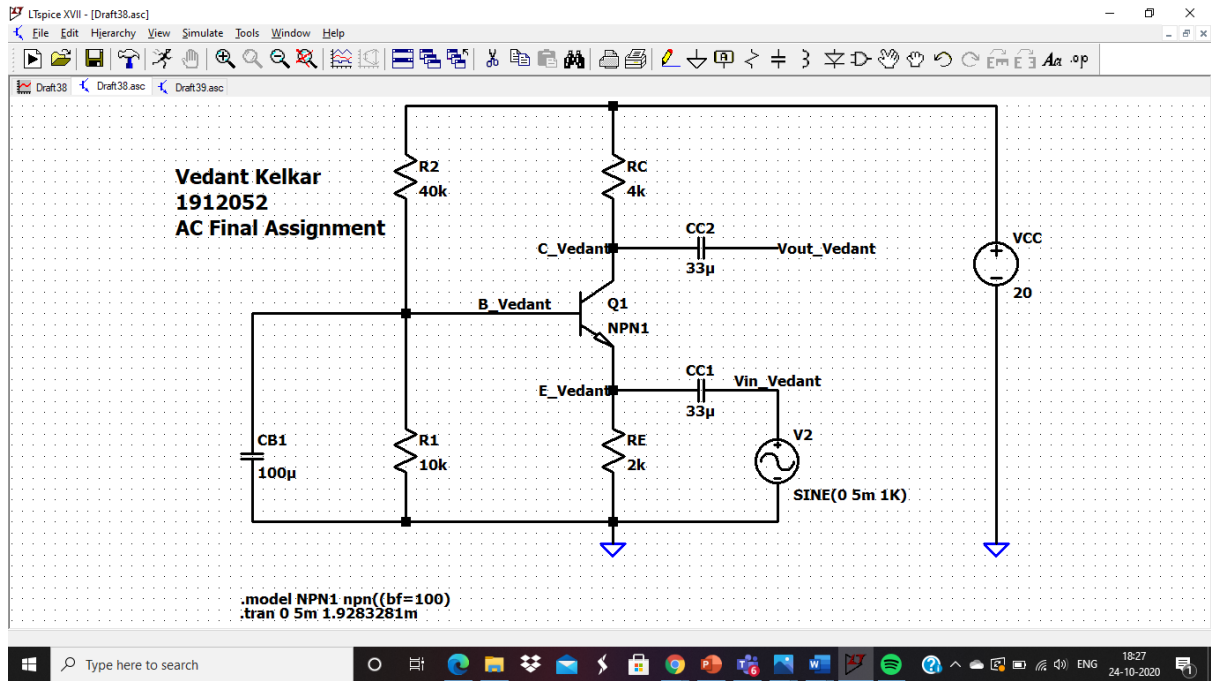 LTspice XVII - [Draft38.asc]
File Edit Hierarchy View Simulate Tools Window Help
Aa .op
Draft38 Draft38.asc Draft39.asc
Vedant Kelkar
1912052
AC Final Assignment
R2
40k
RC
4k
CC2
33µ
C_Vedant
Vout_Vedant
VCC
20
B_Vedant
Q1
NPN1
E_Vedant
CC1
33µ
Vin_Vedant
CB1
100µ
R1
10k
RE
2k
V2
SINE(0 5m 1K)
.model NPN1 npn((bf=100)
.tran 0 5m 1.9283281m
Type here to search
ENG
18:27
24-10-2020